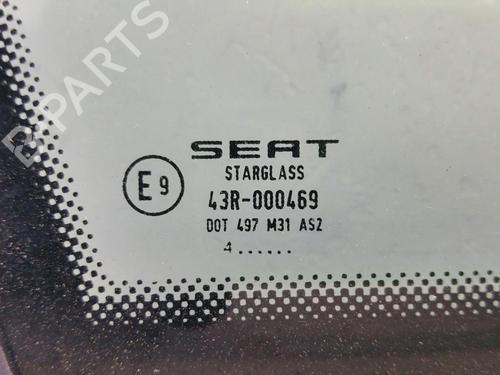 B-PARTS
SEAT
STARGLASS
E9
43R-000469
DOT 497 M31 AS2
4......